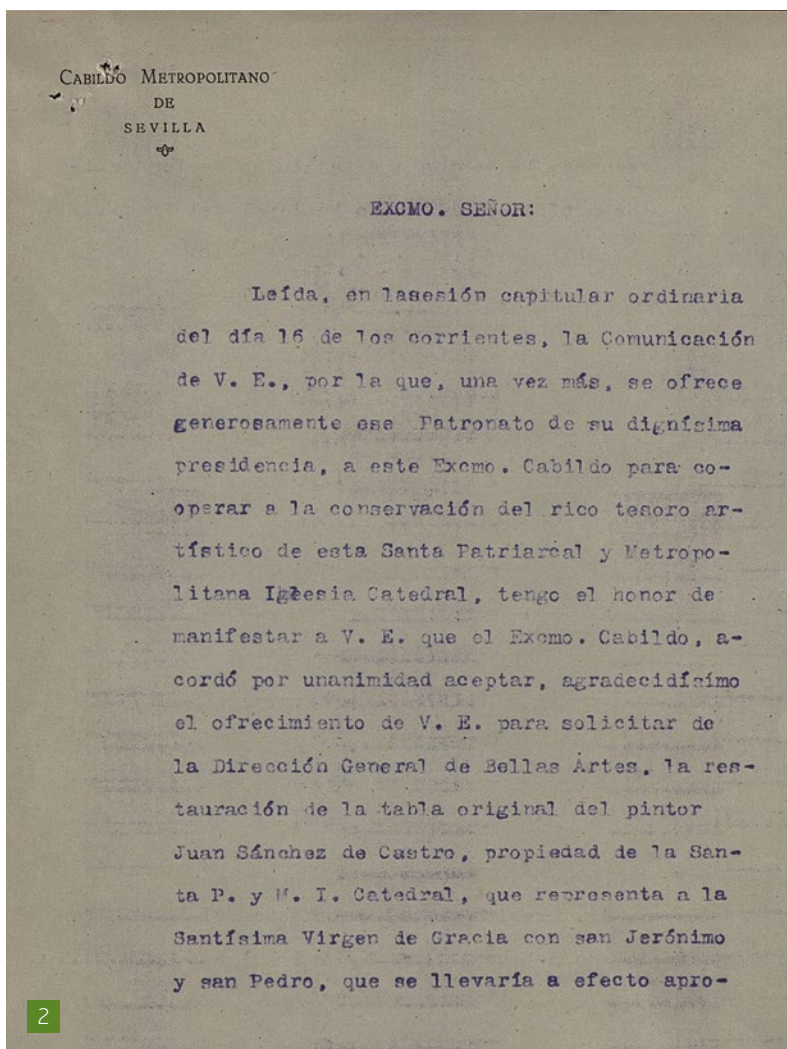 CABILDO METROPOLITANO
DE
SEVILLA
EXCMO. SEÑOR:
Leída, en lasesión capitular ordinaria
del día 16 de los corrientes, la Comunicación
de V. E., por la que, una vez más, se ofrece
generosamente ese Patronato de su dignísima
presidencia, a este Excmo. Cabildo para co-
operar a la conservación del rico tesoro ar-
tístico de esta Santa Patriarcal y Metropo-
litana Iglesia Catedral, tengo el honor de
manifestar a V. E. que el Excmo. Cabildo, a-
cordó por unanimidad aceptar, agradecidísimo
el ofrecimiento de V. E. para solicitar de
la Dirección General de Bellas Artes, la res-
tauración de la tabla original del pintor
Juan Sánchez de Castro, propiedad de la San-
ta P. y M. I. Catedral, que representa a la
Santísima Virgen de Gracia con san Jerónimo
y san Pedro, que se llevaría a efecto apro-
2